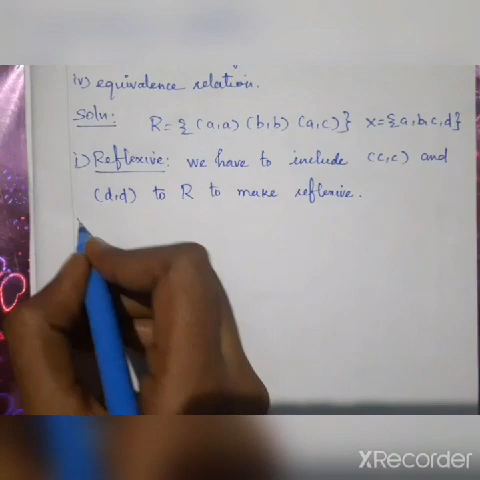 iv) equivalence relation.
Soln: R = { (a,a) (b,b) (a,c)} X={a,b,c,d}
i) Reflexive: we have to include (c,c) and
(d,d) to R to make reflexive.
XRecorder